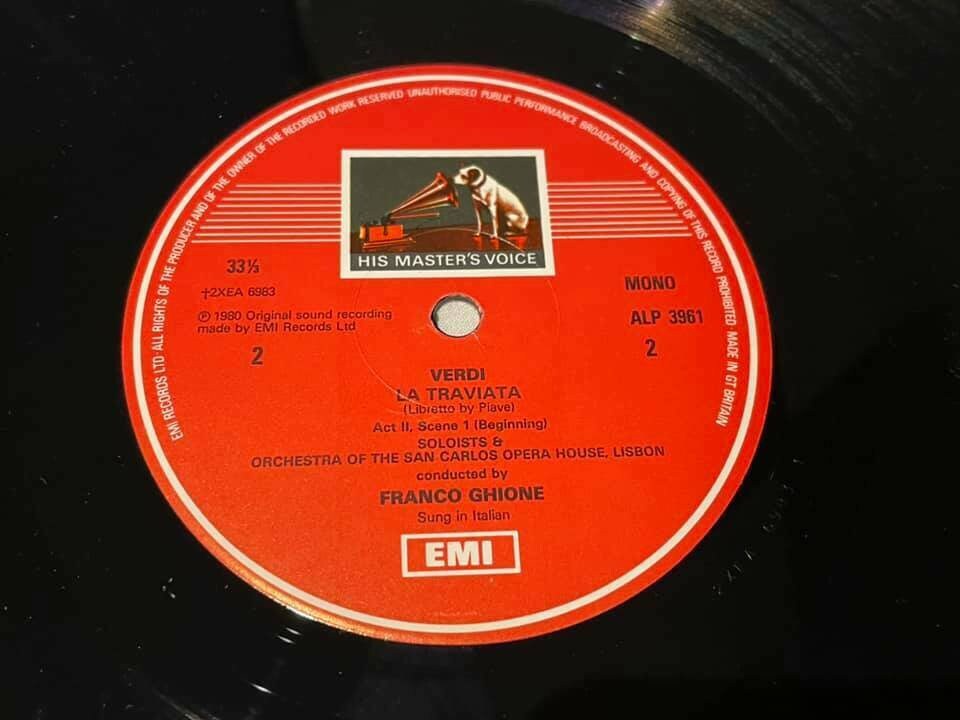 EMI RECORDS LTD · ALL RIGHTS OF THE PRODUCER AND OF THE OWNER OF THE RECORDED WORK RESERVED UNAUTHORISED PUBLIC PERFORMANCE BROADCASTING AND COPYING OF THIS RECORD PROHIBITED · MADE IN GT BRITAIN
HIS MASTER'S VOICE
33⅓
†2XEA 6983
℗ 1980 Original sound recording
made by EMI Records Ltd
2
MONO
ALP 3961
2
VERDI
LA TRAVIATA
(Libretto by Piave)
Act II, Scene 1 (Beginning)
SOLOISTS &
ORCHESTRA OF THE SAN CARLOS OPERA HOUSE, LISBON
conducted by
FRANCO GHIONE
Sung in Italian
EMI